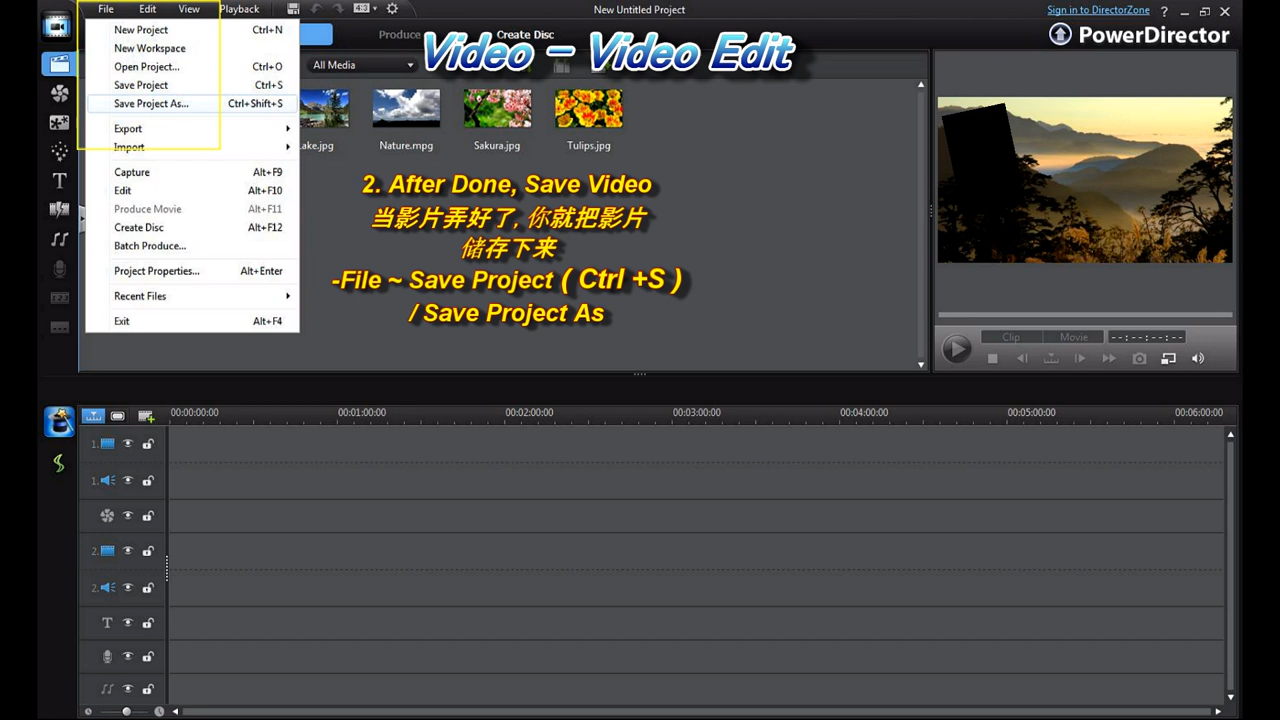 File Edit View Playback
New Untitled Project
Sign in to DirectorZone ?
PowerDirector
Produce
Create Disc
Video - Video Edit
All Media
New Project Ctrl+N
New Workspace
Open Project... Ctrl+O
Save Project Ctrl+S
Save Project As... Ctrl+Shift+S
Export
Import
Capture Alt+F9
Edit Alt+F10
Produce Movie Alt+F11
Create Disc Alt+F12
Batch Produce...
Project Properties... Alt+Enter
Recent Files
Exit Alt+F4
ake.jpg
Nature.mpg
Sakura.jpg
Tulips.jpg
2. After Done, Save Video
当影片弄好了, 你就把影片
储存下来
-File ~ Save Project ( Ctrl +S )
/ Save Project As
Clip Movie --:--:--:--
00:00:00:00 00:01:00:00 00:02:00:00 00:03:00:00 00:04:00:00 00:05:00:00 00:06:00:00
1.
1.
2.
2.
T